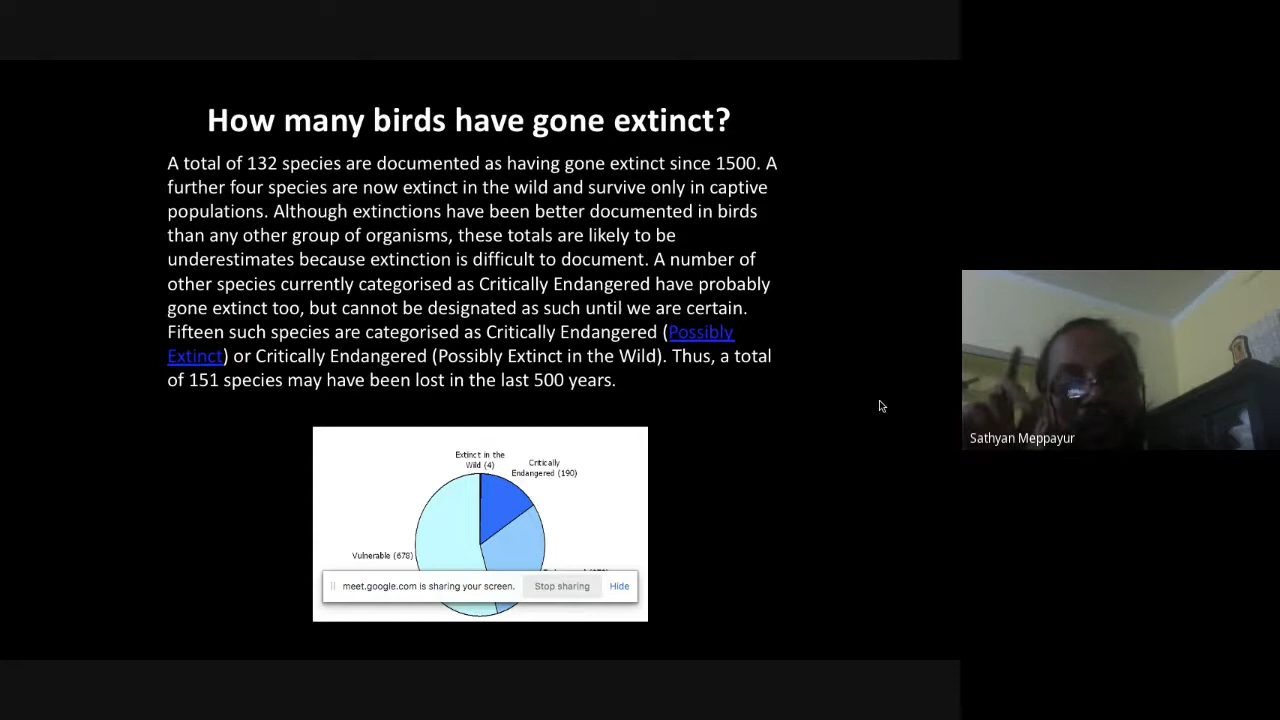 How many birds have gone extinct?
A total of 132 species are documented as having gone extinct since 1500. A
further four species are now extinct in the wild and survive only in captive
populations. Although extinctions have been better documented in birds
than any other group of organisms, these totals are likely to be
underestimates because extinction is difficult to document. A number of
other species currently categorised as Critically Endangered have probably
gone extinct too, but cannot be designated as such until we are certain.
Fifteen such species are categorised as Critically Endangered (Possibly
Extinct) or Critically Endangered (Possibly Extinct in the Wild). Thus, a total
of 151 species may have been lost in the last 500 years.
Extinct in the
Wild (4)
Critically
Endangered (190)
Vulnerable (678)
meet.google.com is sharing your screen.
Stop sharing
Hide
Sathyan Meppayur